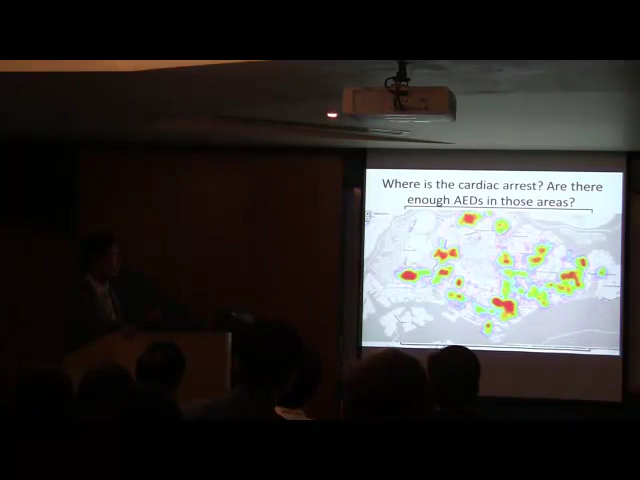 Where is the cardiac arrest? Are there
enough AEDs in those areas?